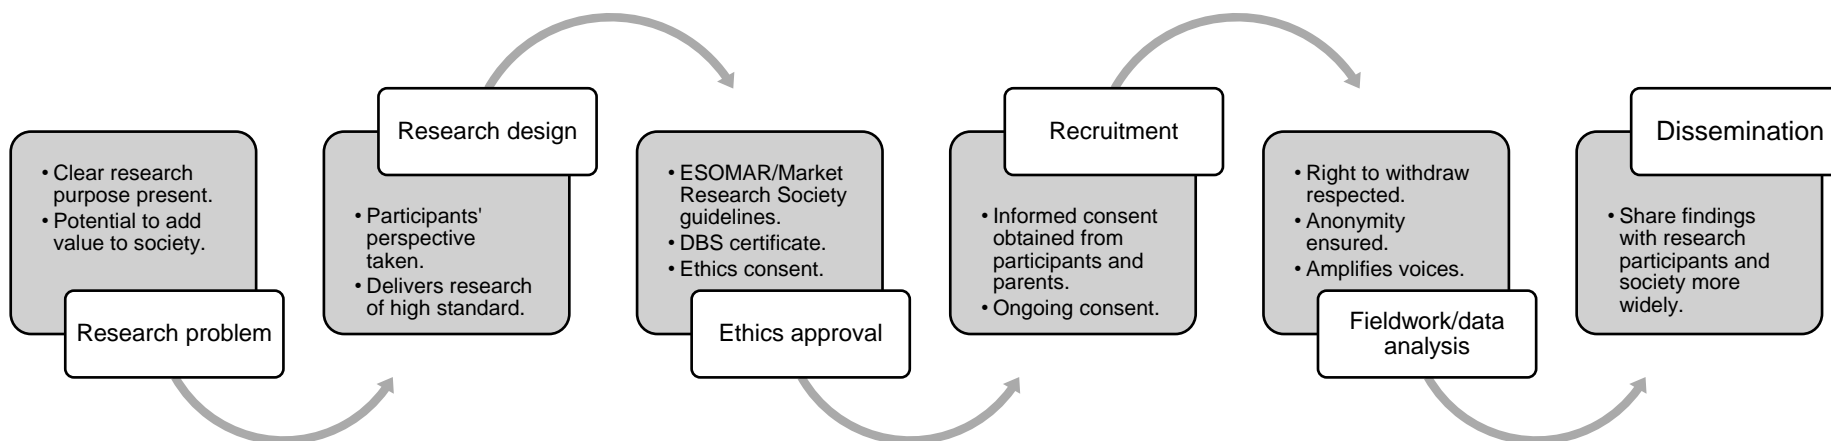 • Clear research
purpose present.
• Potential to add
value to society.
Research problem
Research design
• Participants'
perspective
taken.
• Delivers research
of high standard.
• ESOMAR/Market
Research Society
guidelines.
• DBS certificate.
• Ethics consent.
Ethics approval
Recruitment
• Informed consent
obtained from
participants and
parents.
• Ongoing consent.
• Right to withdraw
respected.
• Anonymity
ensured.
• Amplifies voices.
Fieldwork/data
analysis
Dissemination
• Share findings
with research
participants and
society more
widely.